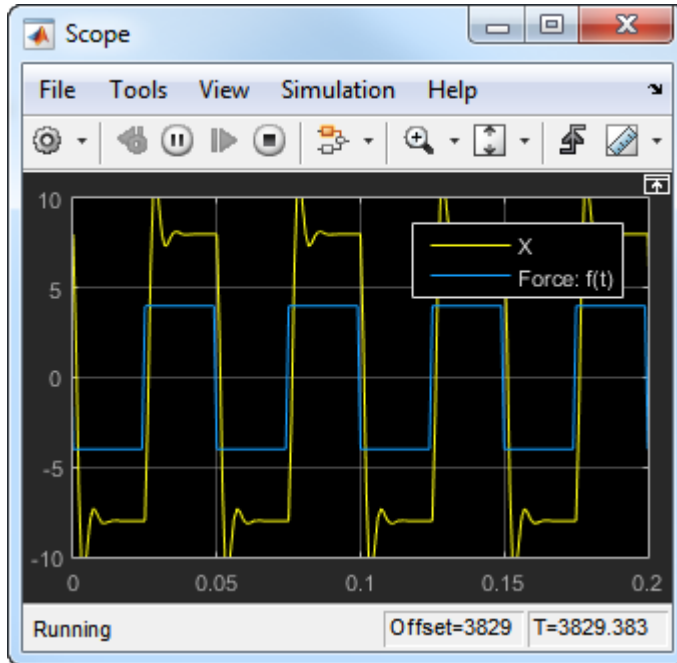 Scope
File Tools View Simulation Help
10
5
0
-5
-10
X
Force: f(t)
0 0.05 0.1 0.15 0.2
Running Offset=3829 T=3829.383